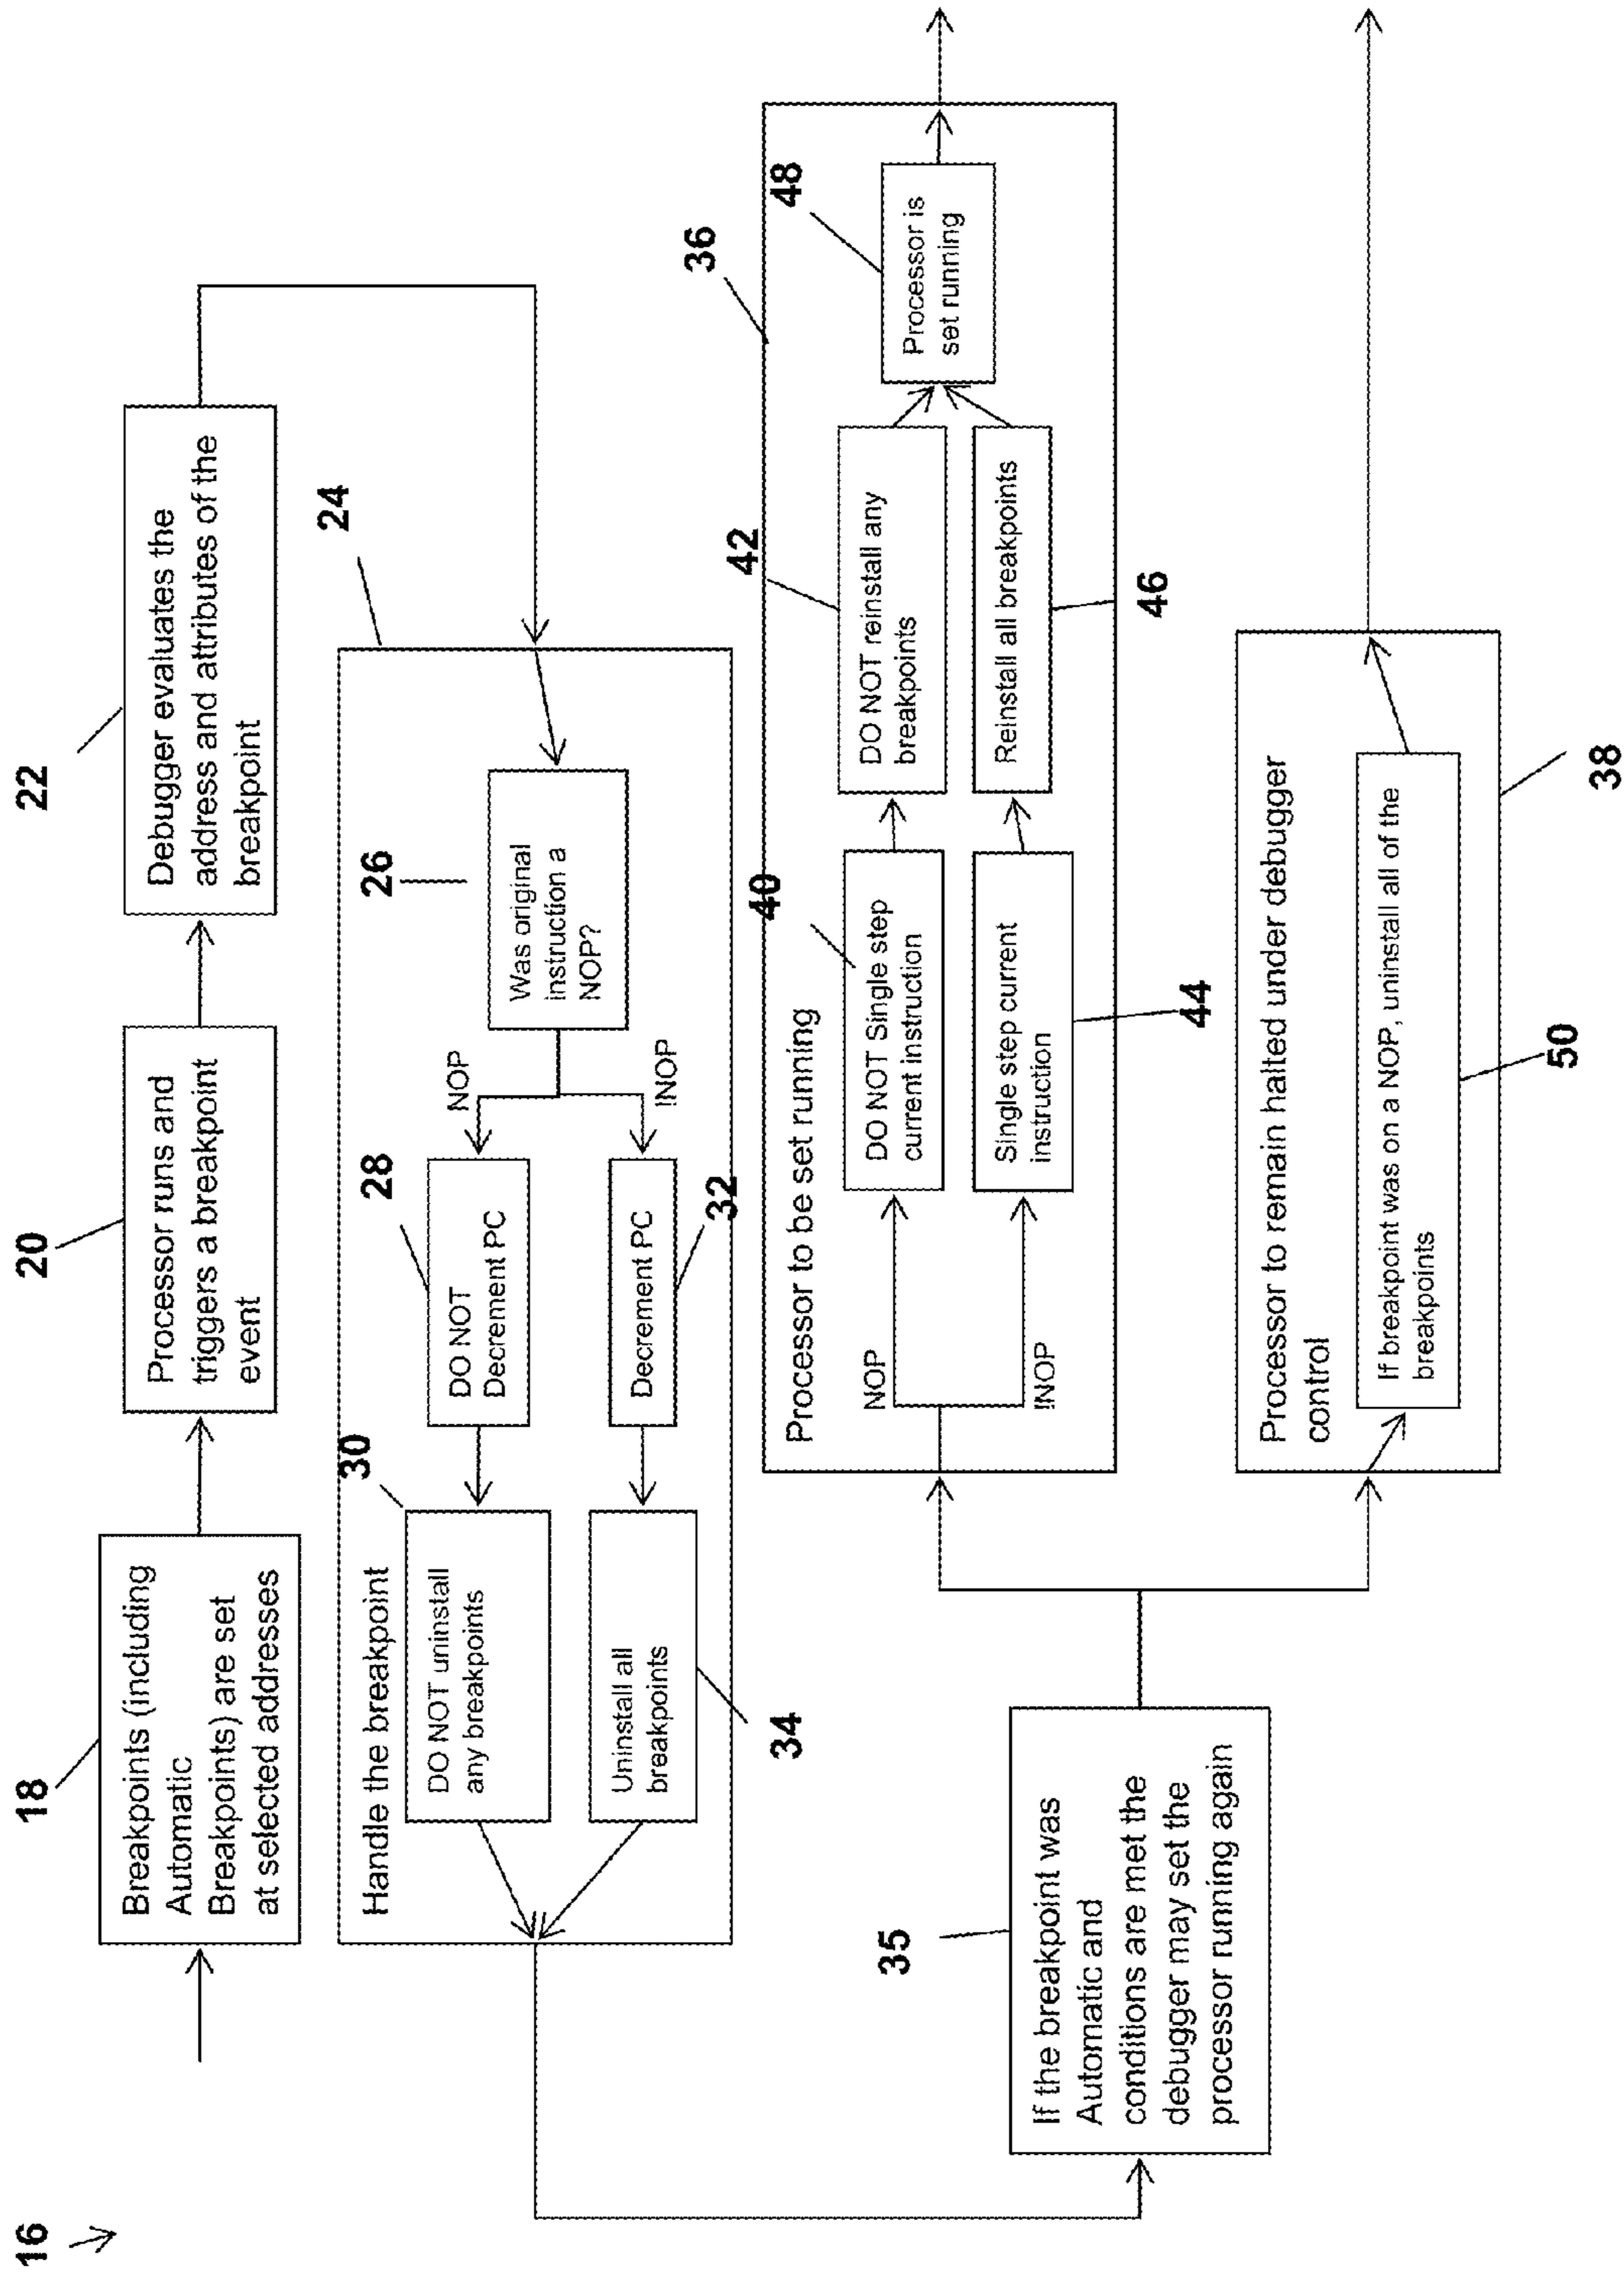 16
18
Breakpoints (including
Automatic
Breakpoints) are set
at selected addresses
20
Processor runs and
triggers a breakpoint
event
22
Debugger evaluates the
address and attributes of the
breakpoint
24
Handle the breakpoint
26
Was original
instruction a
NOP?
NOP
!NOP
28
DO NOT
Decrement PC
32
Decrement PC
30
DO NOT uninstall
any breakpoints
34
Uninstall all
breakpoints
35
If the breakpoint was
Automatic and
conditions are met the
debugger may set the
processor running again
36
Processor to be set running
NOP
!NOP
40
DO NOT Single step
current instruction
42
DO NOT reinstall any
breakpoints
44
Single step current
instruction
46
Reinstall all breakpoints
48
Processor is
set running
38
Processor to remain halted under debugger
control
50
If breakpoint was on a NOP, uninstall all of the
breakpoints